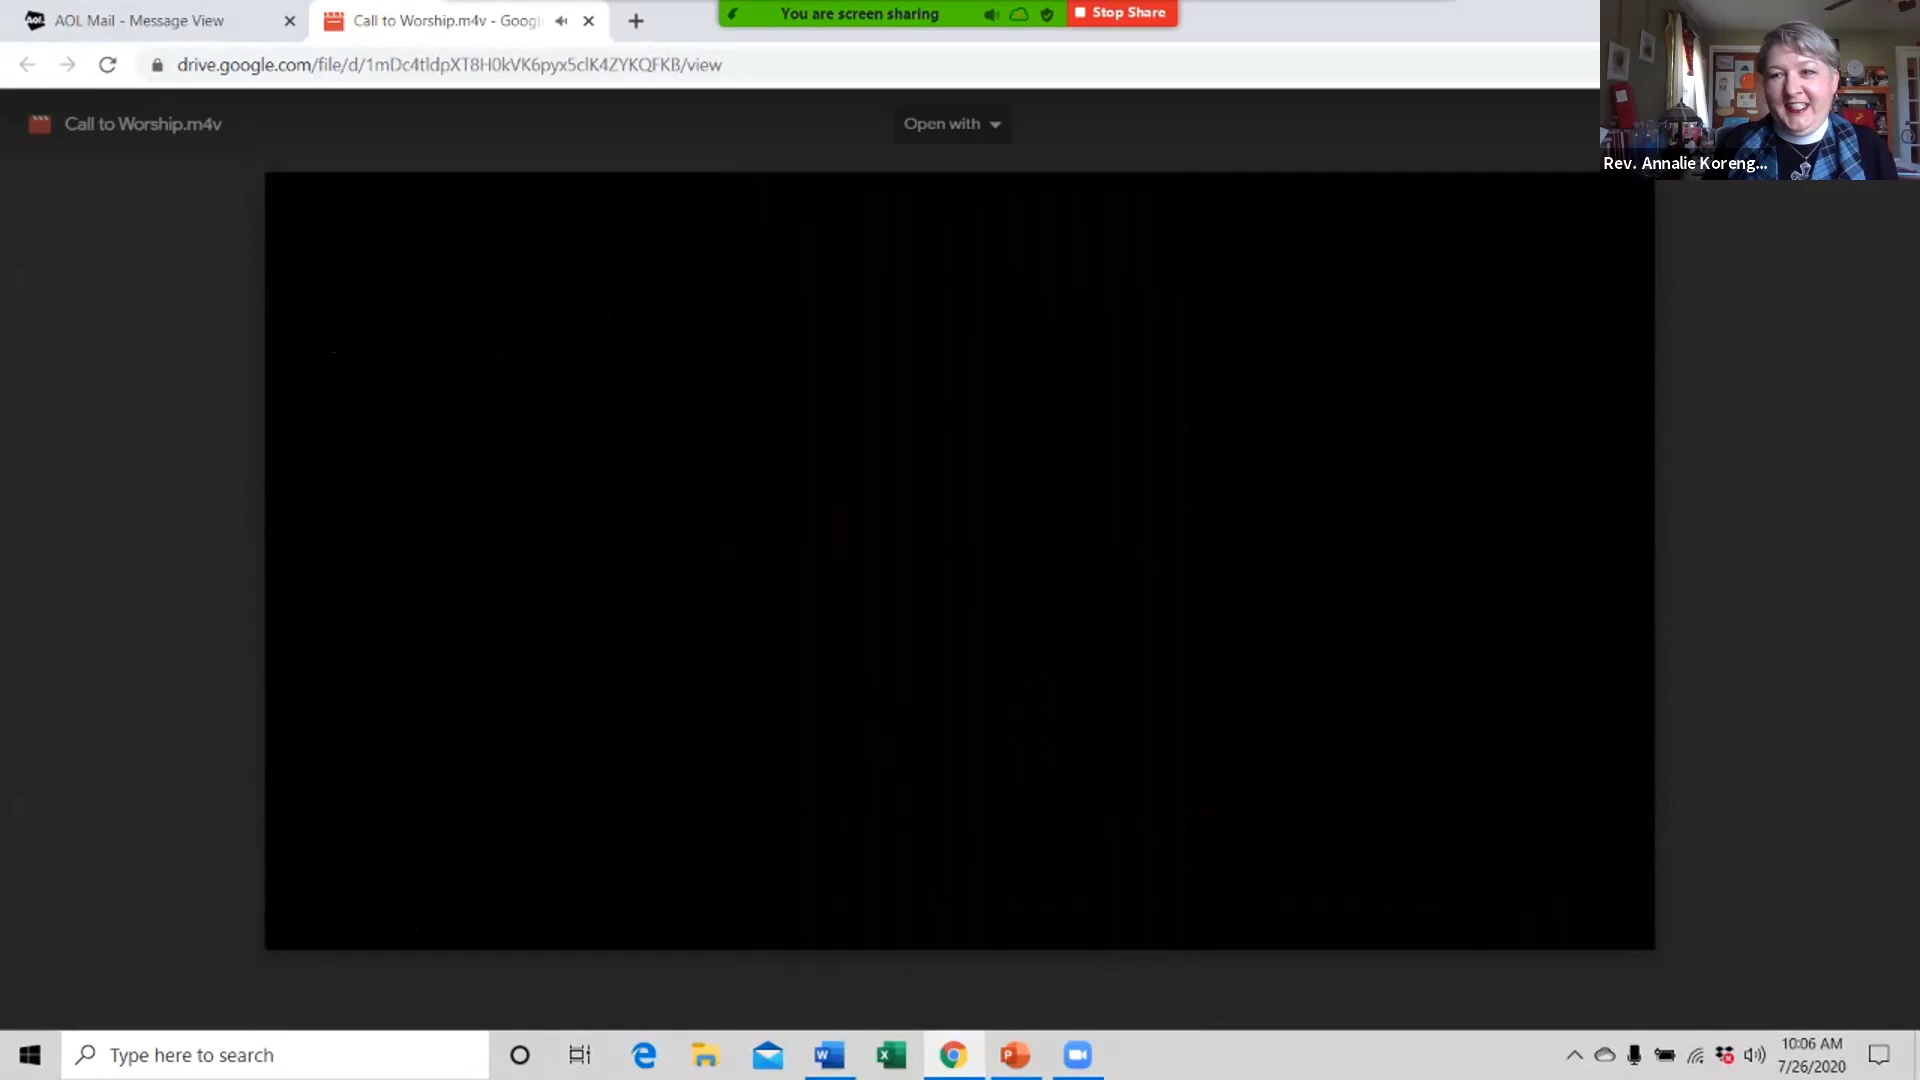 AOL Mail - Message View
Call to Worship.m4v - Googl
You are screen sharing
Stop Share
drive.google.com/file/d/1mDc4tldpXT8H0kVK6pyx5clK4ZYKQFKB/view
Call to Worship.m4v
Open with
Rev. Annalie Koreng...
Type here to search
10:06 AM
7/26/2020